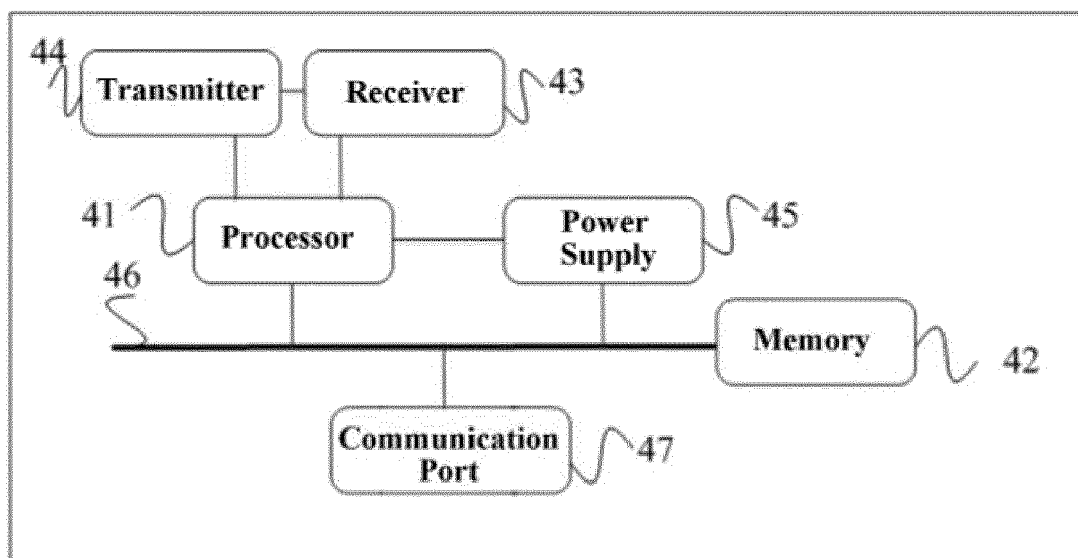 44
Transmitter
Receiver
43
41
Processor
Power
Supply
45
46
Memory
42
Communication
Port
47